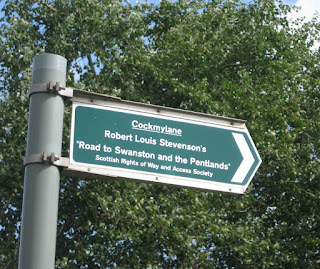 Cockmylane
Robert Louis Stevenson's
"Road to Swanston and the Pentlands"
Scottish Rights of Way and Access Society